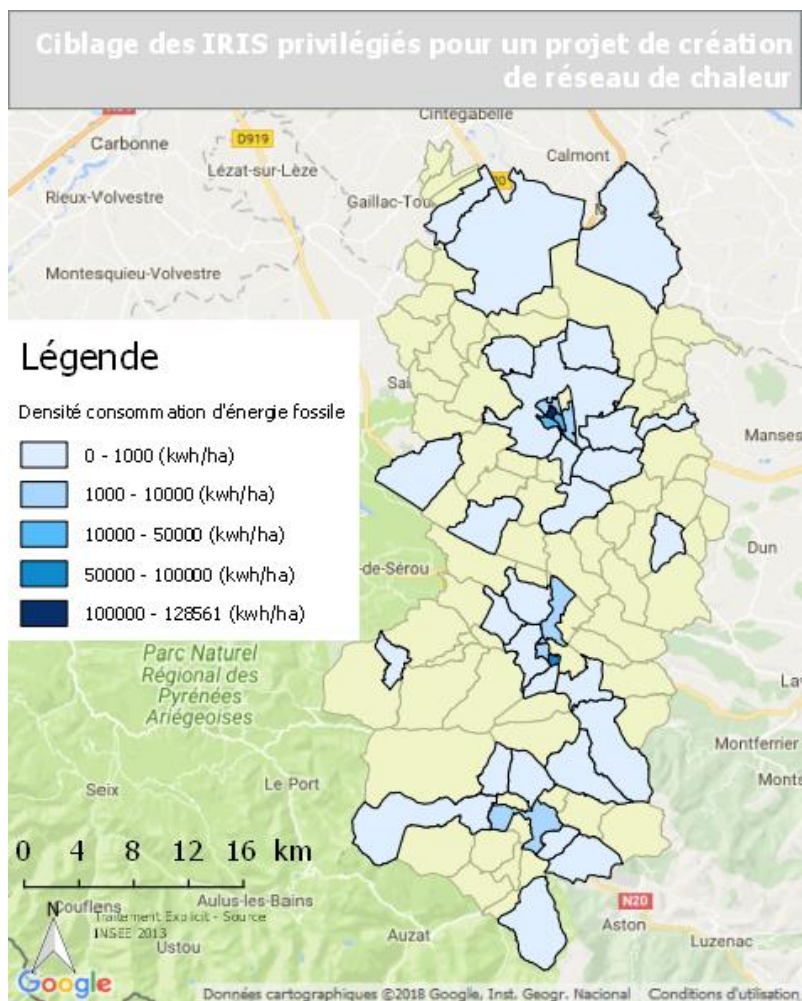 Ciblage des IRIS privilégiés pour un projet de création
de réseau de chaleur
Cintegabelle
Carbonne
D919
Calmont
Lézat-sur-Lèze
Rieux-Volvestre
Gaillac-Tou
Montesquieu-Volvestre
Légende
Sai
Densité consommation d'énergie fossile
0 - 1000 (kwh/ha)
Manses
1000 - 10000 (kwh/ha)
10000 - 50000 (kwh/ha)
Dun
50000 - 100000 (kwh/ha)
-de-Sérou
100000 - 128561 (kwh/ha)
Parc Naturel
Régional des
Pyrénées
Ariégeoises
Lav
Montferrier
Monts
Seix
Le Port
0 4 8 12 16 km
N
Couflens
Aulus-les-Bains
N20
Traitement Explicit - Source
INSEE 2013
Aston
Auzat
Ustou
Luzenac
Google
Données cartographiques ©2018 Google, Inst. Geogr. Nacional Conditions d'utilisation